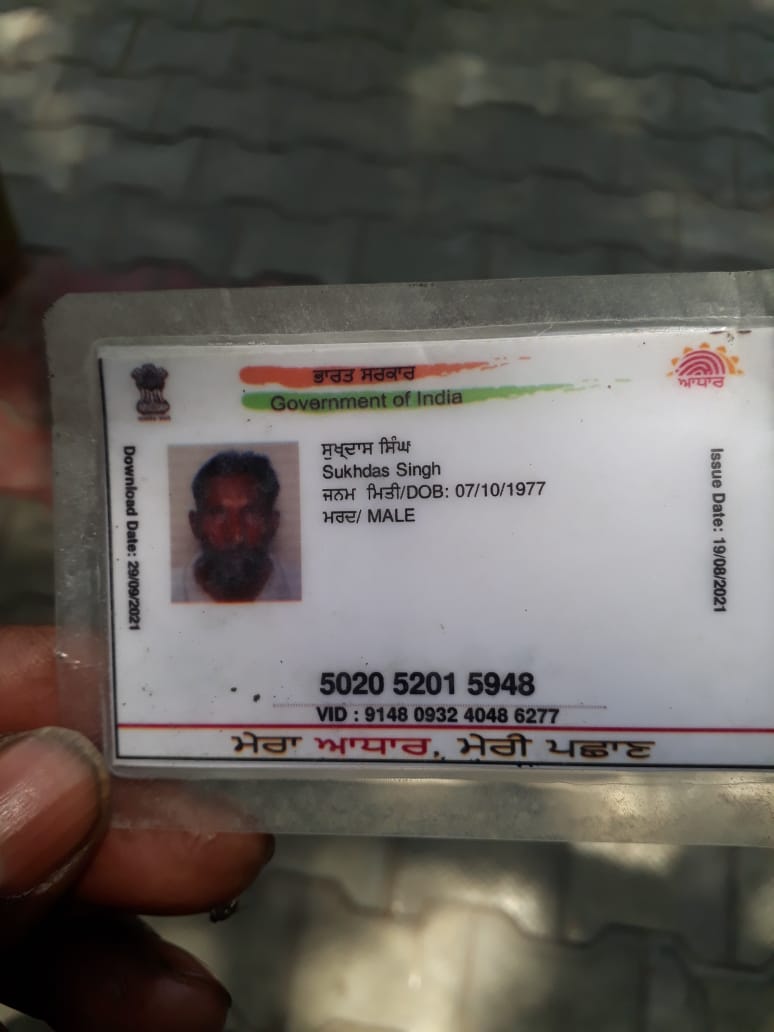 ਭਾਰਤ ਸਰਕਾਰ
Government of India
ਆਧਾਰ
Download Date: 29/09/2021
ਸੁਖ੍ਦਾਸ ਸਿੰਘ
Sukhdas Singh
ਜਨਮ ਮਿਤੀ/DOB: 07/10/1977
ਮਰਦ/ MALE
Issue Date: 19/08/2021
5020 5201 5948
VID : 9148 0932 4048 6277
ਮੇਰਾ ਆਧਾਰ, ਮੇਰੀ ਪਛਾਣ